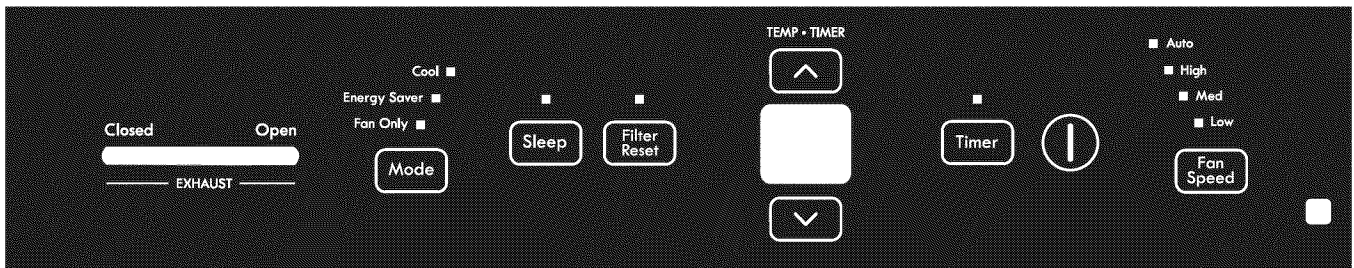 Closed Open
EXHAUST
Cool
Energy Saver
Fan Only
Mode
Sleep
Filter
Reset
TEMP • TIMER
Timer
Auto
High
Med
Low
Fan
Speed